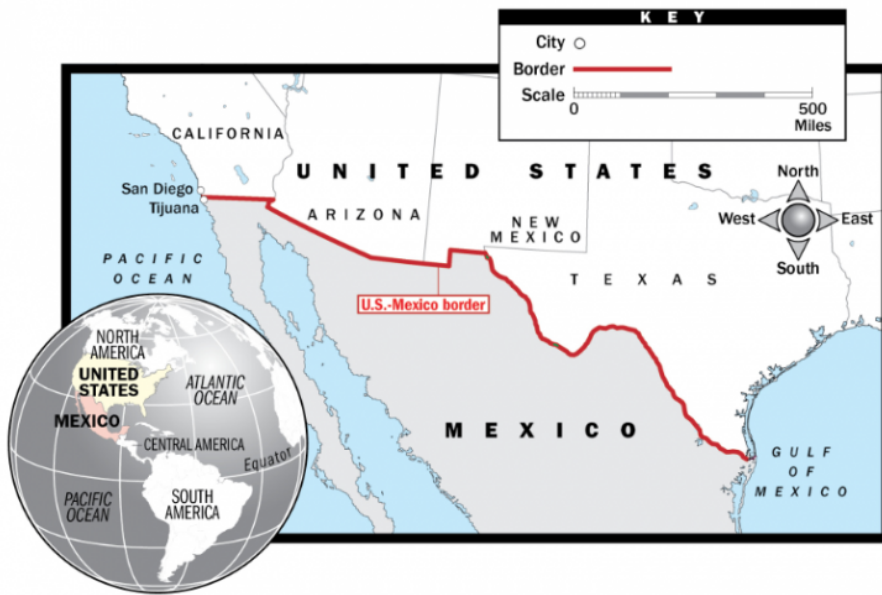 K E Y
City
Border
Scale
0
500
Miles
CALIFORNIA
UNITED STATES
San Diego
Tijuana
ARIZONA
NEW
MEXICO
North
West
East
South
PACIFIC
OCEAN
TEXAS
U.S.-Mexico border
MEXICO
GULF
OF
MEXICO
NORTH
AMERICA
UNITED
STATES
ATLANTIC
OCEAN
MEXICO
CENTRAL AMERICA
Equator
PACIFIC
OCEAN
SOUTH
AMERICA